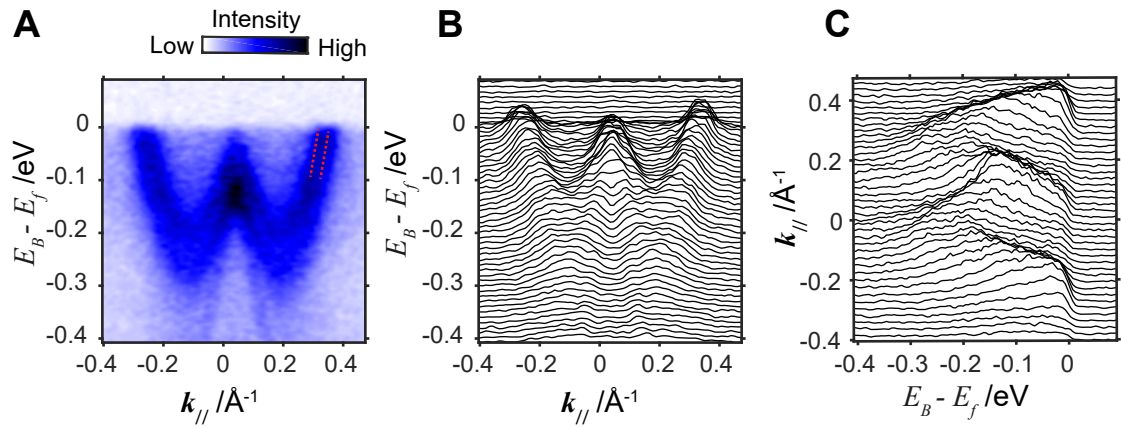 A
Intensity
Low High
0
-0.1
-0.2
-0.3
-0.4
E_B - E_f /eV
-0.4 -0.2 0 0.2 0.4
k_// /Å-1
B
0
-0.1
-0.2
-0.3
-0.4
E_B - E_f /eV
-0.4 -0.2 0 0.2 0.4
k_// /Å-1
C
0.4
0.2
0
-0.2
-0.4
k_// /Å-1
-0.4 -0.3 -0.2 -0.1 0
E_B - E_f /eV